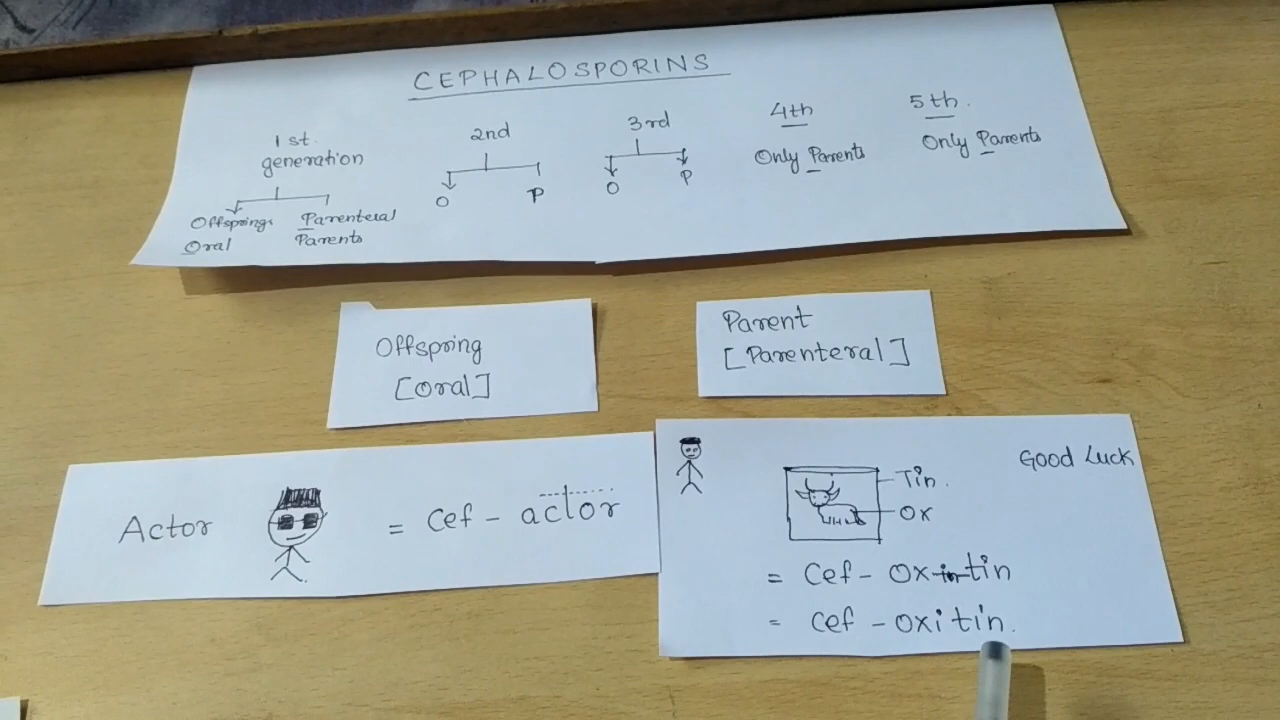 CEPHALOSPORINS
1st.
generation
Offsprings Parenteral
Oral Parents
2nd
O P
3rd
O P
4th
Only Parents
5th.
Only Parents
Offspring
[Oral]
Parent
[Parenteral]
Actor = Cef - actor
Good Luck
Tin.
OX
= Cef - OX tin
= Cef - oxitin.